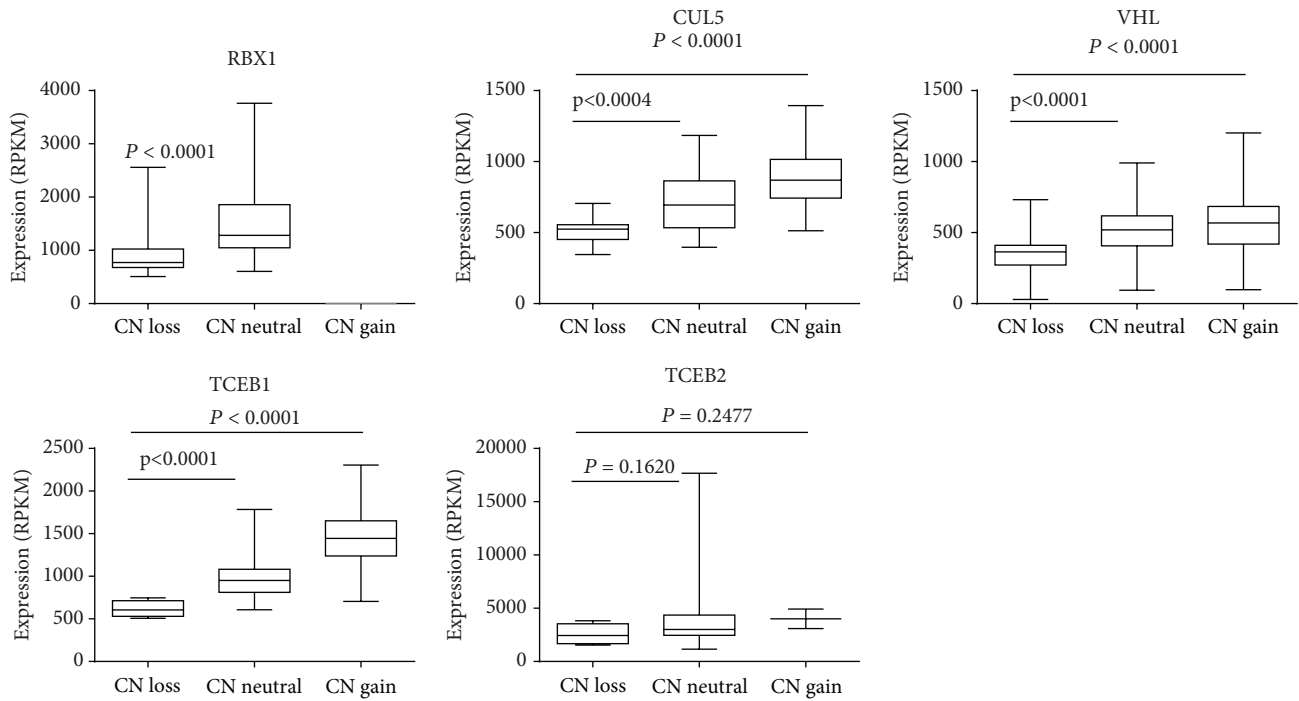 RBX1
Expression (RPKM)
4000
3000
2000
1000
0
P < 0.0001
CN loss CN neutral CN gain
CUL5
P < 0.0001
p<0.0004
Expression (RPKM)
1500
1000
500
0
CN loss CN neutral CN gain
VHL
P < 0.0001
p<0.0001
Expression (RPKM)
1500
1000
500
0
CN loss CN neutral CN gain
TCEB1
P < 0.0001
p<0.0001
Expression (RPKM)
2500
2000
1500
1000
500
0
CN loss CN neutral CN gain
TCEB2
P = 0.2477
P = 0.1620
Expression (RPKM)
20000
15000
10000
5000
0
CN loss CN neutral CN gain